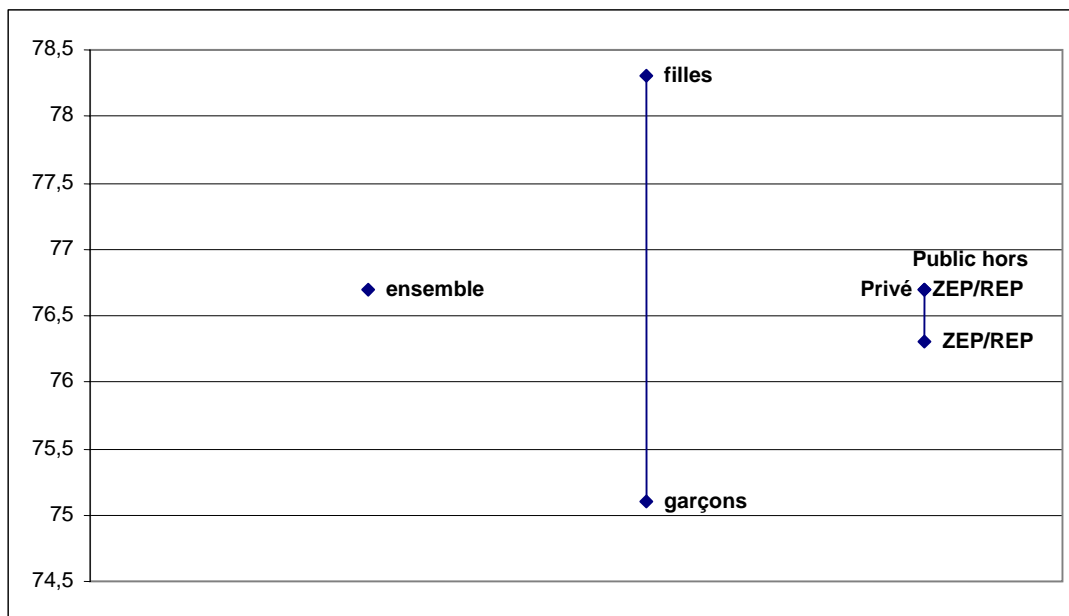 78,5
filles
78
77,5
77
Public hors
ensemble
Privé ZEP/REP
76,5
ZEP/REP
76
75,5
garçons
75
74,5